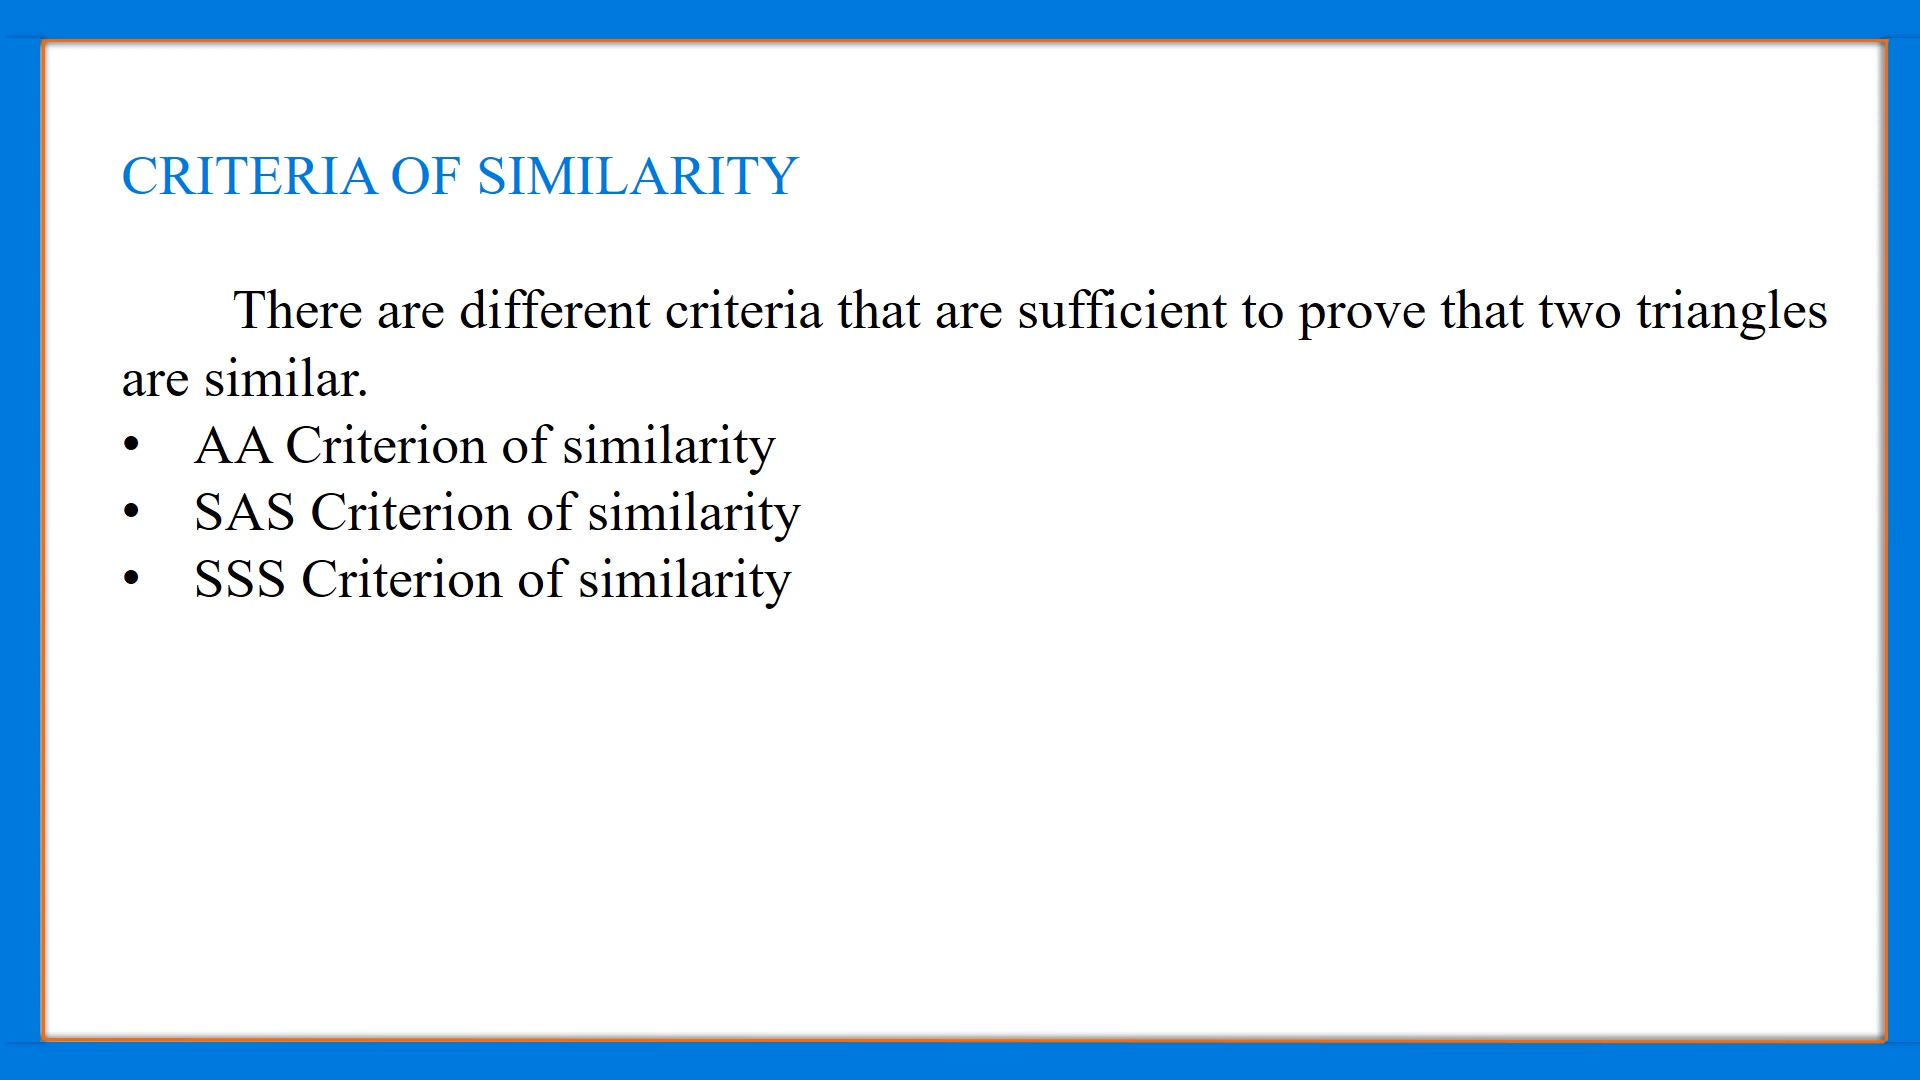 CRITERIA OF SIMILARITY
There are different criteria that are sufficient to prove that two triangles
are similar.
• AA Criterion of similarity
• SAS Criterion of similarity
• SSS Criterion of similarity